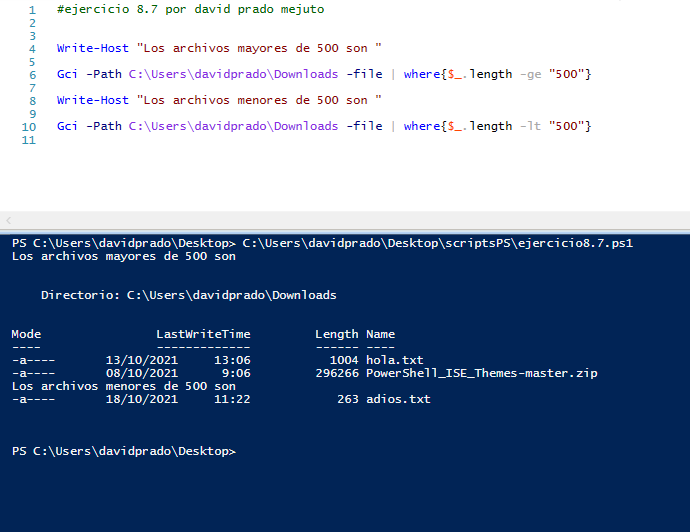 1 #ejercicio 8.7 por david prado mejuto
2
3
4 Write-Host "Los archivos mayores de 500 son "
5
6 Gci -Path C:\Users\davidprado\Downloads -file | where{$_.length -ge "500"}
7
8 Write-Host "Los archivos menores de 500 son "
9
10 Gci -Path C:\Users\davidprado\Downloads -file | where{$_.length -lt "500"}
11
PS C:\Users\davidprado\Desktop> C:\Users\davidprado\Desktop\scriptsPS\ejercicio8.7.ps1
Los archivos mayores de 500 son
Directorio: C:\Users\davidprado\Downloads
Mode LastWriteTime Length Name
---- ------------- ------ ----
-a---- 13/10/2021 13:06 1004 hola.txt
-a---- 08/10/2021 9:06 296266 PowerShell_ISE_Themes-master.zip
Los archivos menores de 500 son
-a---- 18/10/2021 11:22 263 adios.txt
PS C:\Users\davidprado\Desktop>